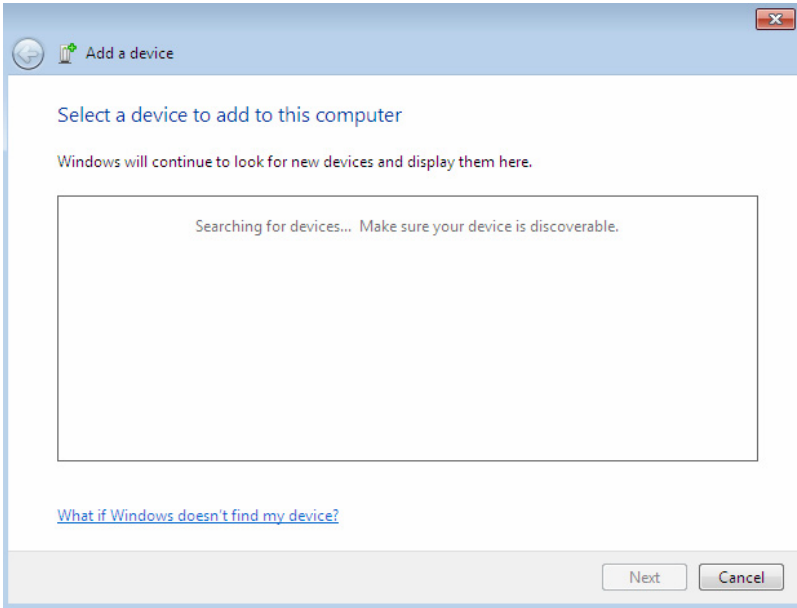 Add a device
Select a device to add to this computer
Windows will continue to look for new devices and display them here.
Searching for devices... Make sure your device is discoverable.
What if Windows doesn't find my device?
Next
Cancel